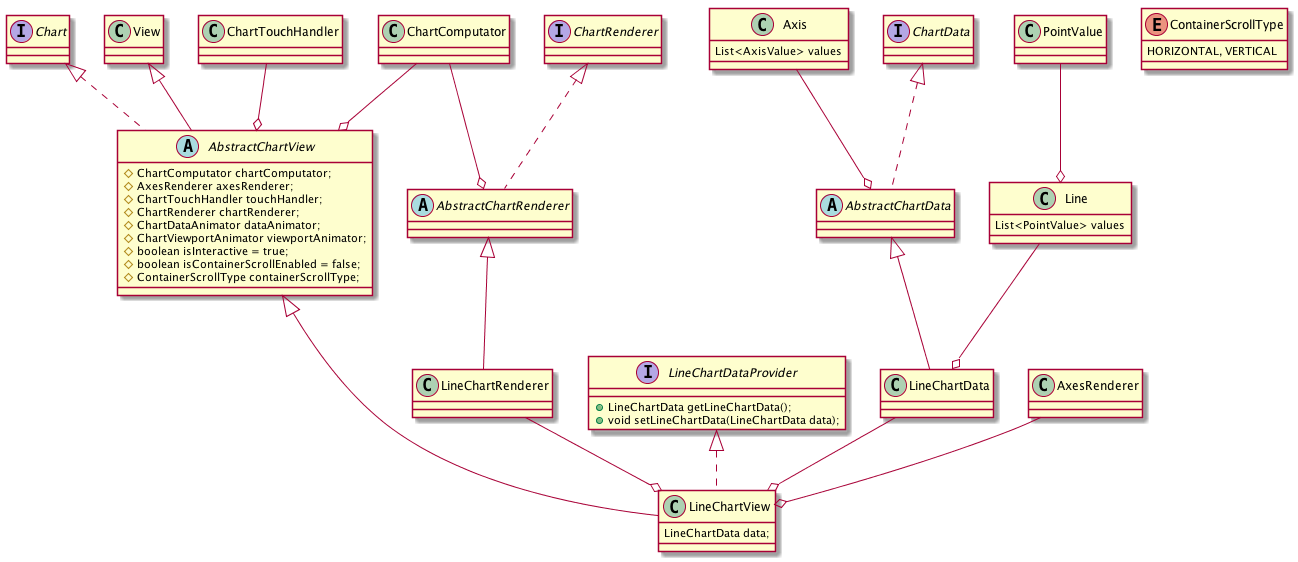 I Chart
C View
C ChartTouchHandler
C ChartComputator
I ChartRenderer
C Axis
List<AxisValue> values
I ChartData
C PointValue
E ContainerScrollType
HORIZONTAL, VERTICAL
A AbstractChartView
ChartComputator chartComputator;
AxesRenderer axesRenderer;
ChartTouchHandler touchHandler;
ChartRenderer chartRenderer;
ChartDataAnimator dataAnimator;
ChartViewportAnimator viewportAnimator;
boolean isInteractive = true;
boolean isContainerScrollEnabled = false;
ContainerScrollType containerScrollType;
A AbstractChartRenderer
A AbstractChartData
C Line
List<PointValue> values
C LineChartRenderer
I LineChartDataProvider
LineChartData getLineChartData();
void setLineChartData(LineChartData data);
C LineChartData
C AxesRenderer
C LineChartView
LineChartData data;